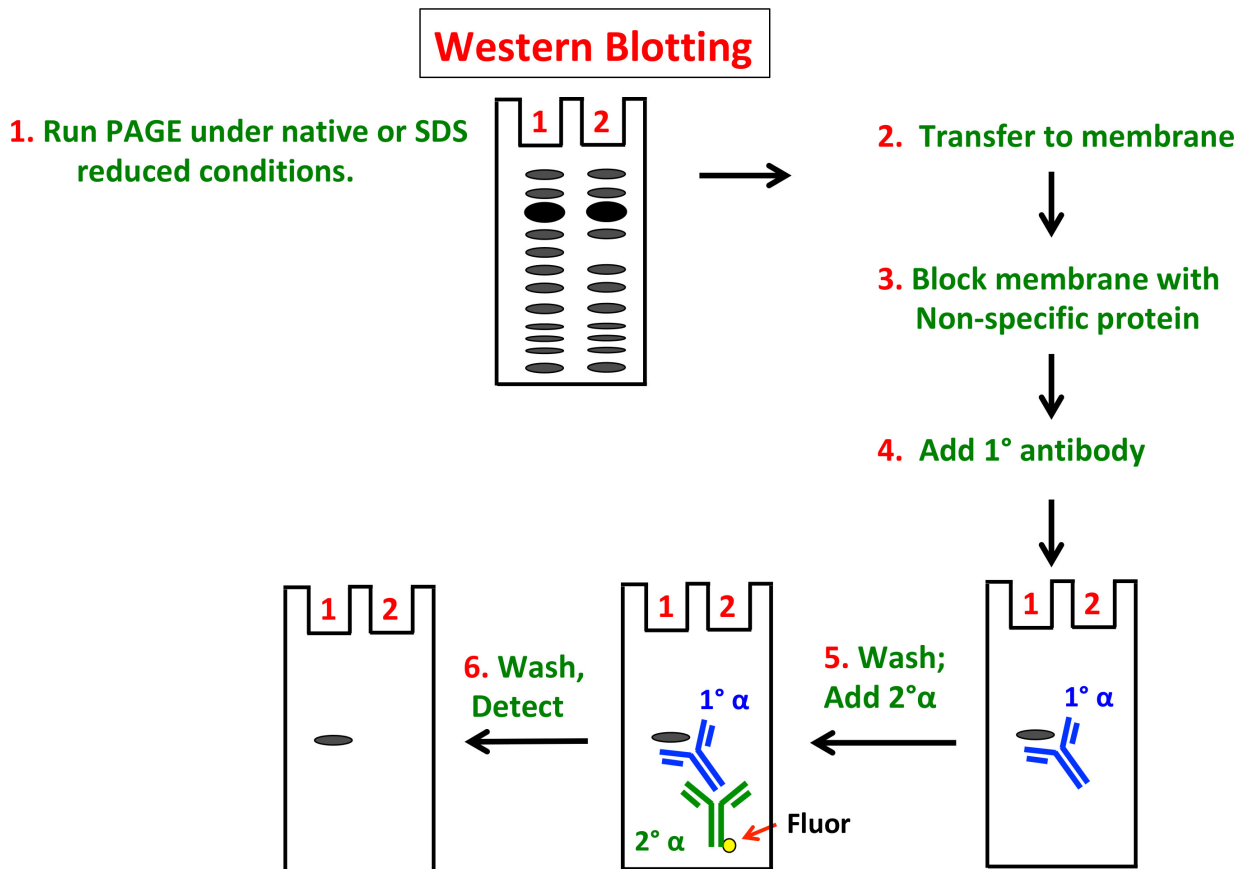 Western Blotting
1. Run PAGE under native or SDS
reduced conditions.
1 2
2. Transfer to membrane
3. Block membrane with
Non-specific protein
4. Add 1° antibody
1 2
1° α
5. Wash;
Add 2°α
1 2
1° α
2° α
Fluor
6. Wash,
Detect
1 2